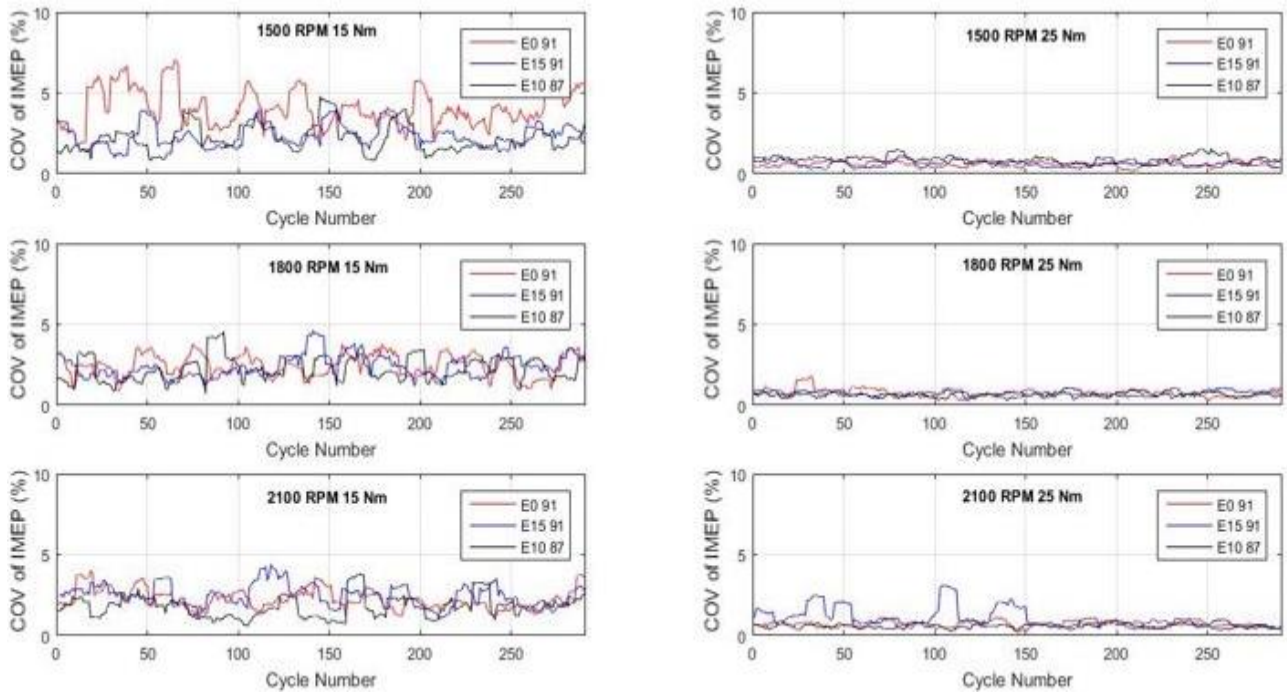 10
5
0
COV of IMEP (%)
1500 RPM 15 Nm
E0 91
E15 91
E10 87
0 50 100 150 200 250
Cycle Number
10
5
0
COV of IMEP (%)
1500 RPM 25 Nm
E0 91
E15 91
E10 87
0 50 100 150 200 250
Cycle Number
10
5
0
COV of IMEP (%)
1800 RPM 15 Nm
E0 91
E15 91
E10 87
0 50 100 150 200 250
Cycle Number
10
5
0
COV of IMEP (%)
1800 RPM 25 Nm
E0 91
E15 91
E10 87
0 50 100 150 200 250
Cycle Number
10
5
0
COV of IMEP (%)
2100 RPM 15 Nm
E0 91
E15 91
E10 87
0 50 100 150 200 250
Cycle Number
10
5
0
COV of IMEP (%)
2100 RPM 25 Nm
E0 91
E15 91
E10 87
0 50 100 150 200 250
Cycle Number